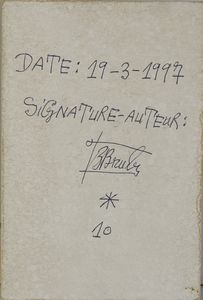 DATE: 19-3-1997
SiGNATURE-AUTEUR:
*
10